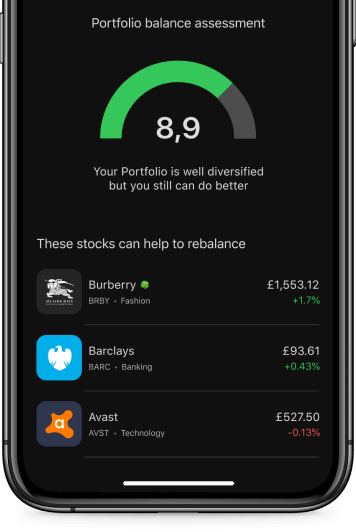 Portfolio balance assessment
8,9
Your Portfolio is well diversified
but you still can do better
These stocks can help to rebalance
Burberry 🍀
£1,553.12
BRBY • Fashion
+1.7%
Barclays
£93.61
BARC • Banking
+0.43%
a
Avast
£527.50
AVST • Technology
-0.13%